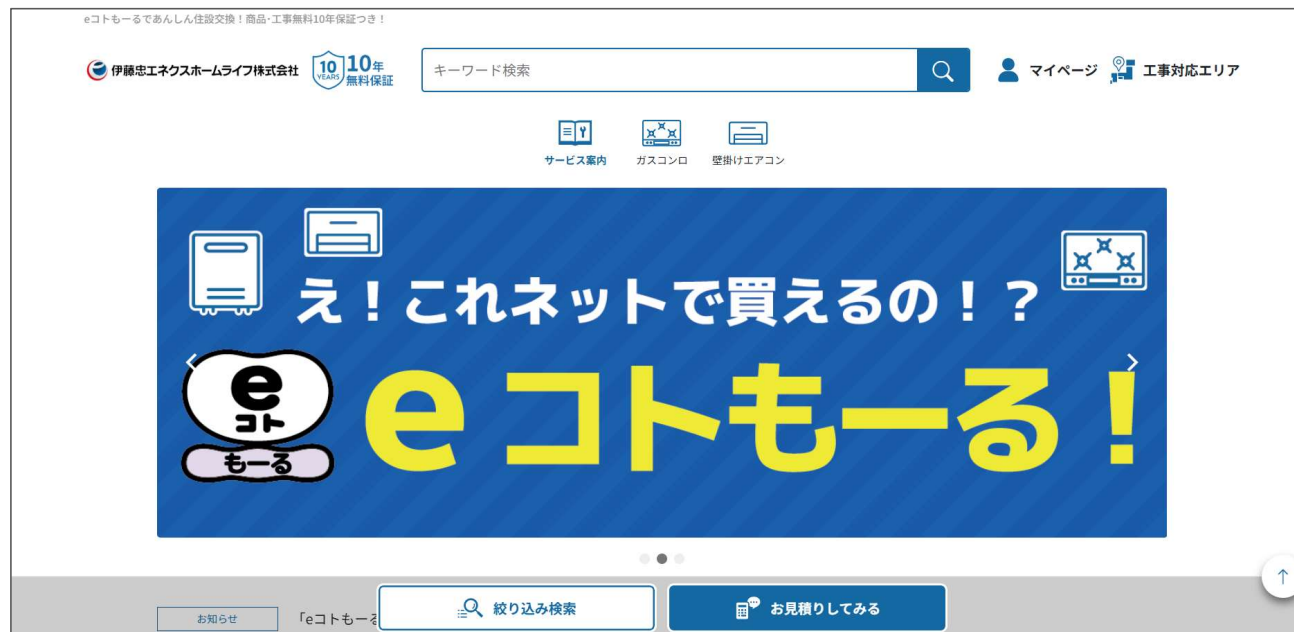 eコトもーるであんしん住設交換！商品・工事無料10年保証つき！
伊藤忠エネクスホームライフ株式会社
10 YEARS
10年
無料保証
キーワード検索
マイページ
工事対応エリア
サービス案内
ガスコンロ
壁掛けエアコン
え！これネットで買えるの！？
eコトもーる
eコトもーる！
絞り込み検索
お見積りしてみる
お知らせ
「eコトもーる